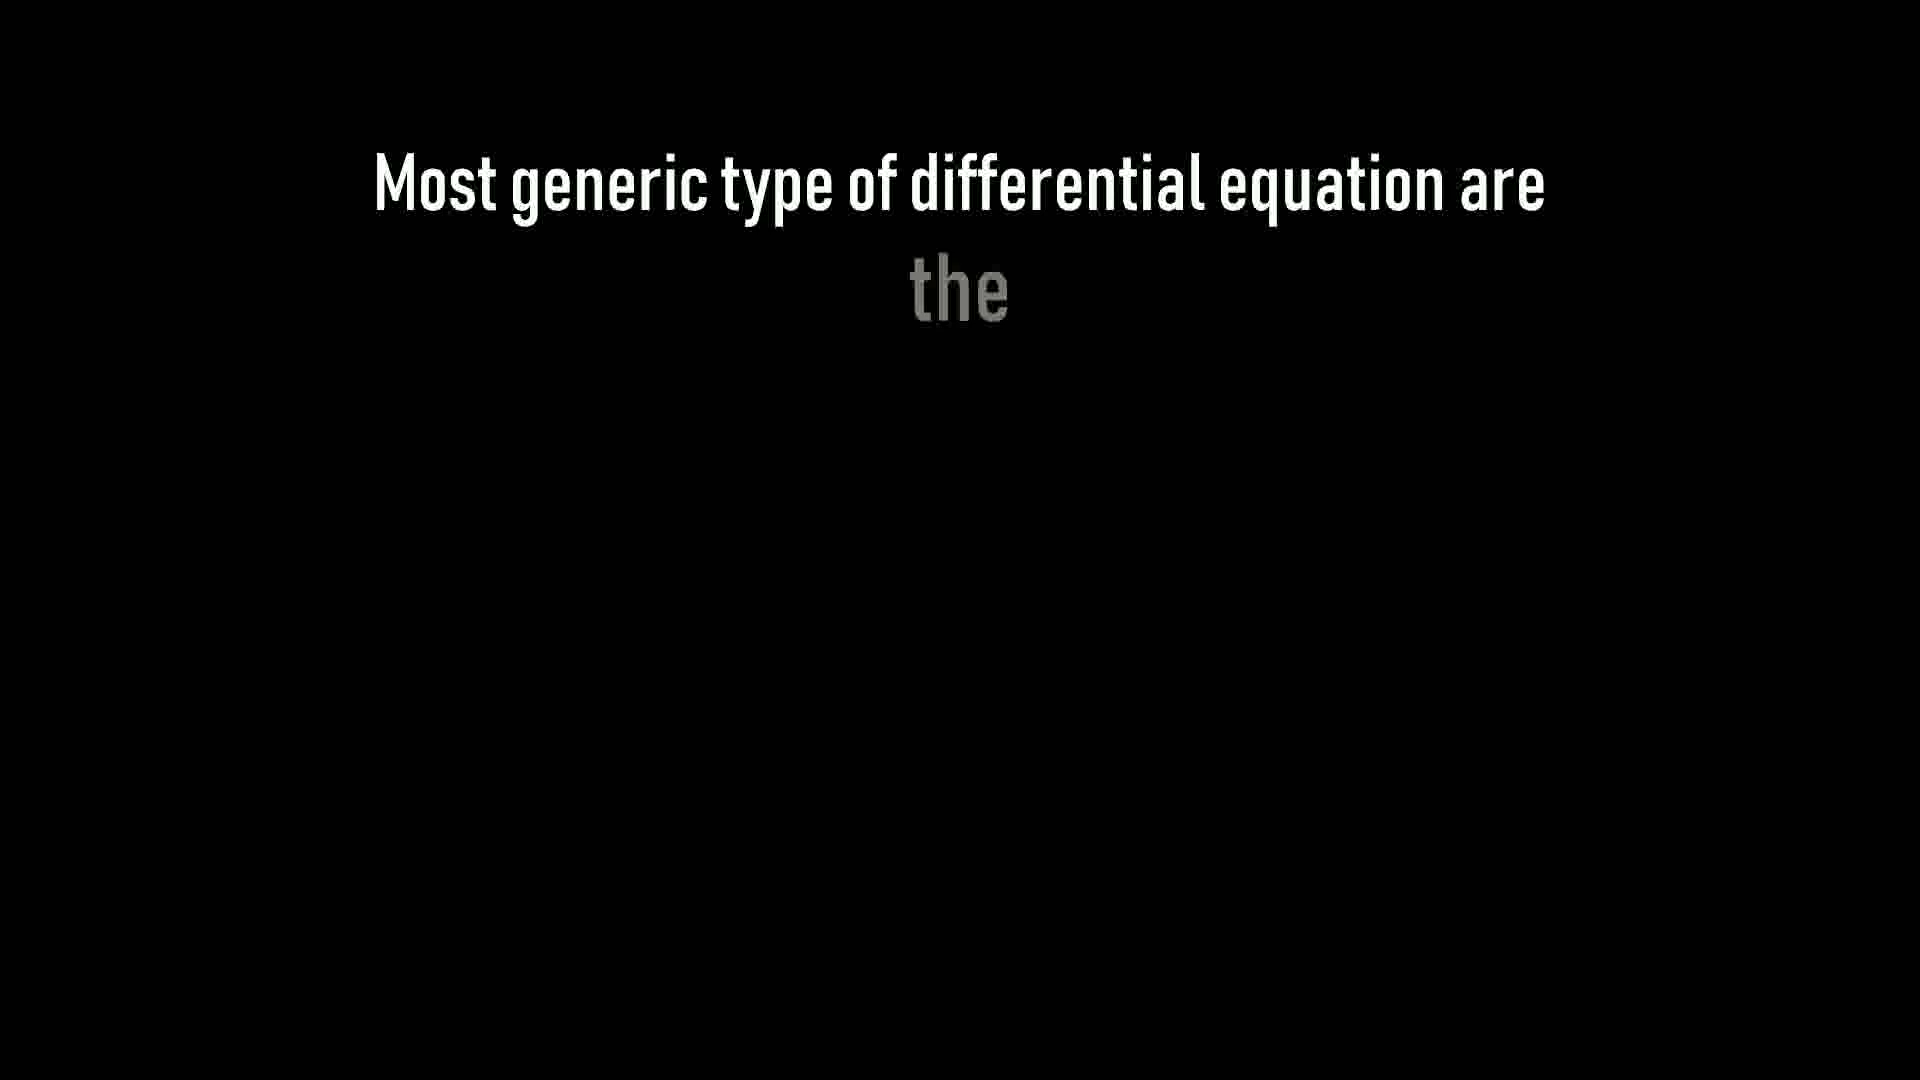 Most generic type of differential equation are
the